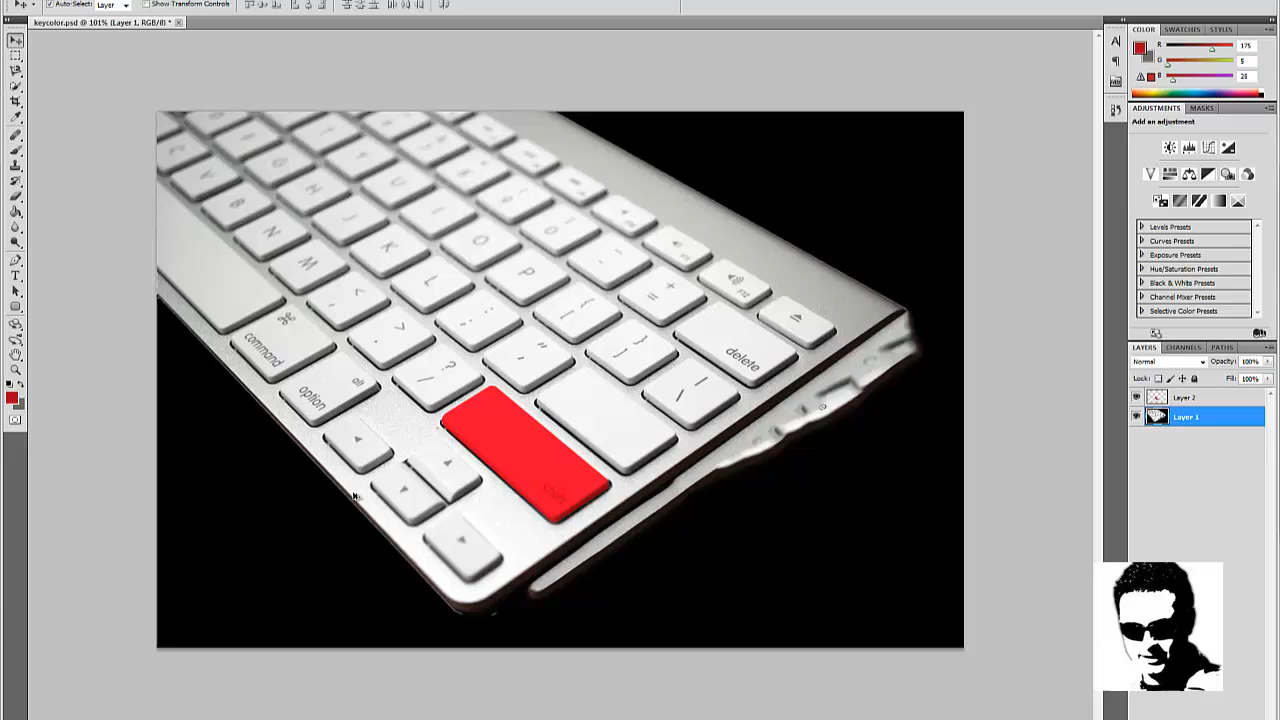 Auto-Select:
Layer
Show Transform Controls
keycolor.psd @ 101% (Layer 1, RGB/8) *
COLOR
SWATCHES
STYLES
R
175
G
5
B
25
ADJUSTMENTS
MASKS
Add an adjustment
Levels Presets
Curves Presets
Exposure Presets
Hue/Saturation Presets
Black & White Presets
Channel Mixer Presets
Selective Color Presets
LAYERS
CHANNELS
PATHS
Normal
Opacity:
100%
Lock:
Fill:
100%
Layer 2
Layer 1
B
N
M
H
J
K
L
U
O
P
F12
delete
command
alt
option
shift